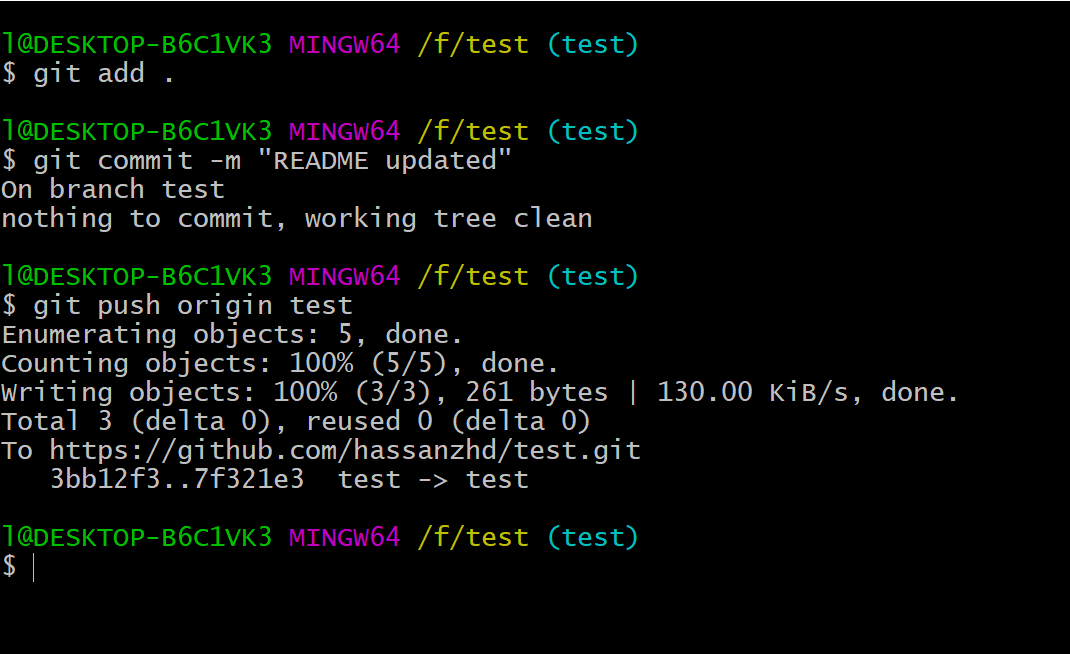 l@DESKTOP-B6C1VK3 MINGW64 /f/test (test)
$ git add .
l@DESKTOP-B6C1VK3 MINGW64 /f/test (test)
$ git commit -m "README updated"
On branch test
nothing to commit, working tree clean
l@DESKTOP-B6C1VK3 MINGW64 /f/test (test)
$ git push origin test
Enumerating objects: 5, done.
Counting objects: 100% (5/5), done.
Writing objects: 100% (3/3), 261 bytes | 130.00 KiB/s, done.
Total 3 (delta 0), reused 0 (delta 0)
To https://github.com/hassanzhd/test.git
   3bb12f3..7f321e3  test -> test
l@DESKTOP-B6C1VK3 MINGW64 /f/test (test)
$